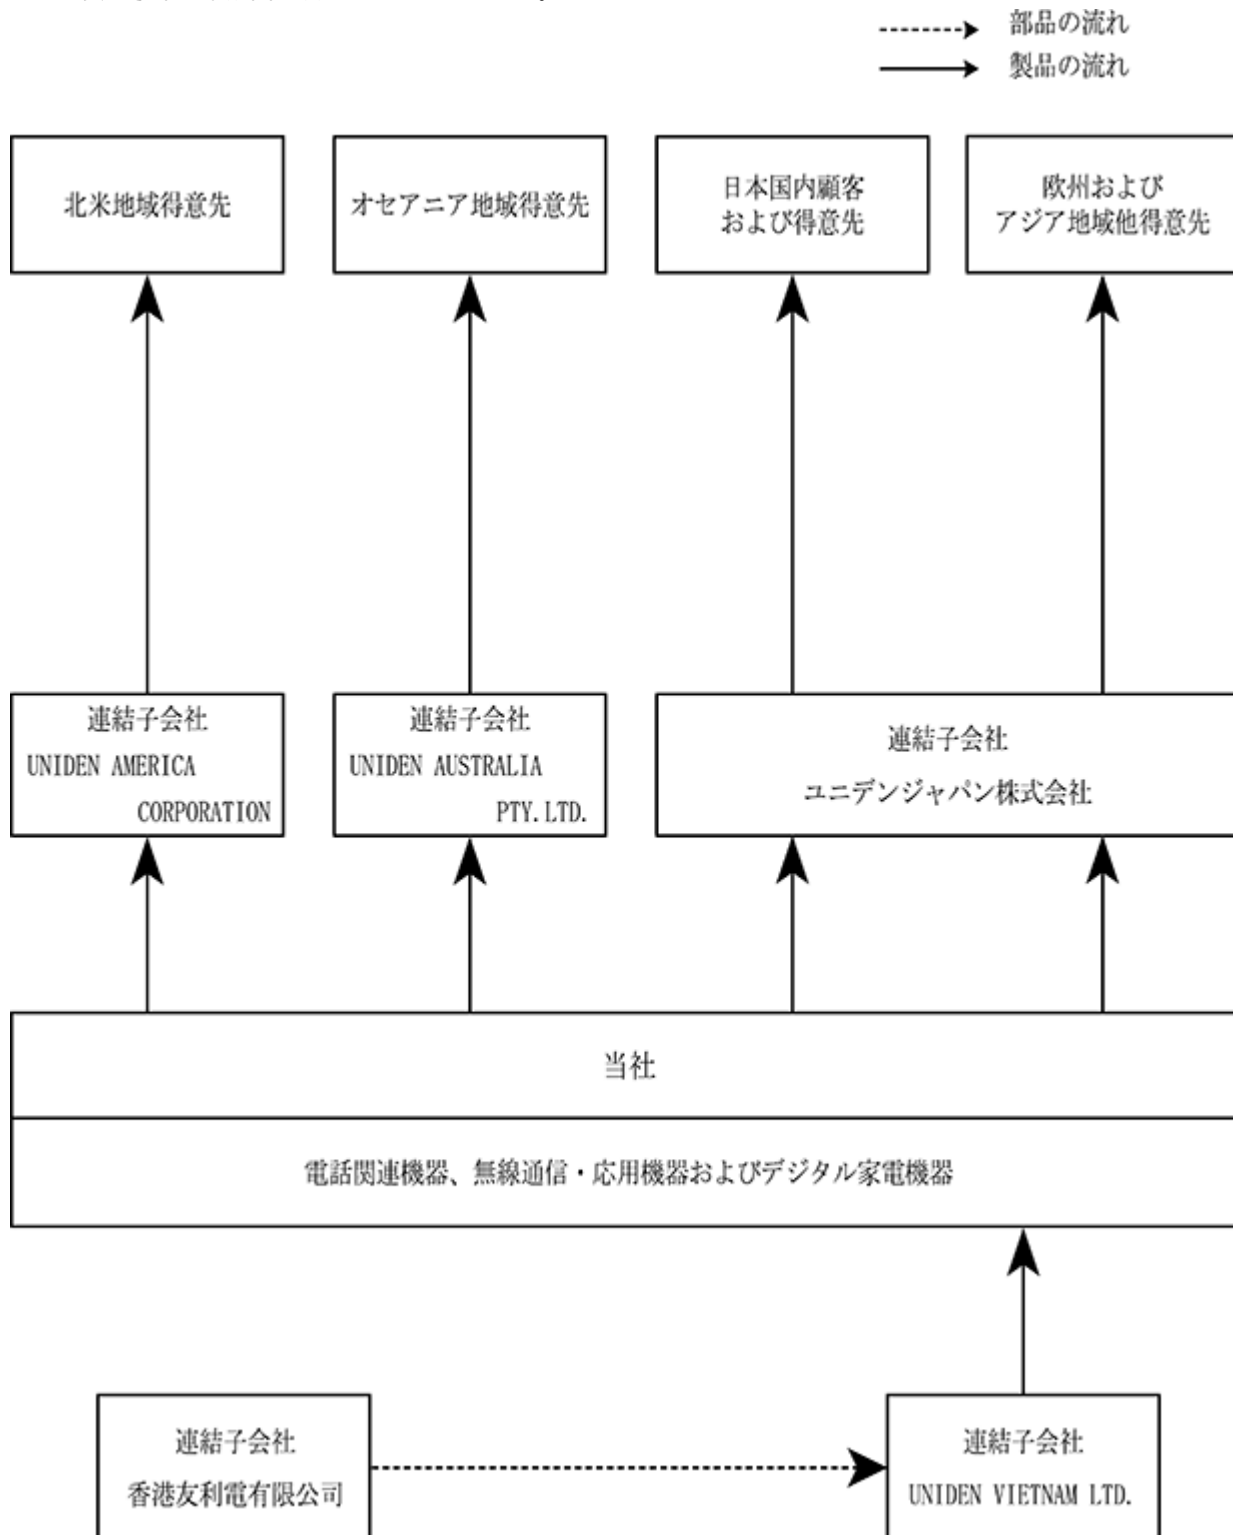 部品の流れ
製品の流れ
北米地域得意先
オセアニア地域得意先
日本国内顧客
および得意先
欧州および
アジア地域他得意先
連結子会社
UNIDEN AMERICA
CORPORATION
連結子会社
UNIDEN AUSTRALIA
PTY.LTD.
連結子会社
ユニデンジャパン株式会社
当社
電話関連機器、無線通信・応用機器およびデジタル家電機器
連結子会社
香港友利電有限公司
連結子会社
UNIDEN VIETNAM LTD.